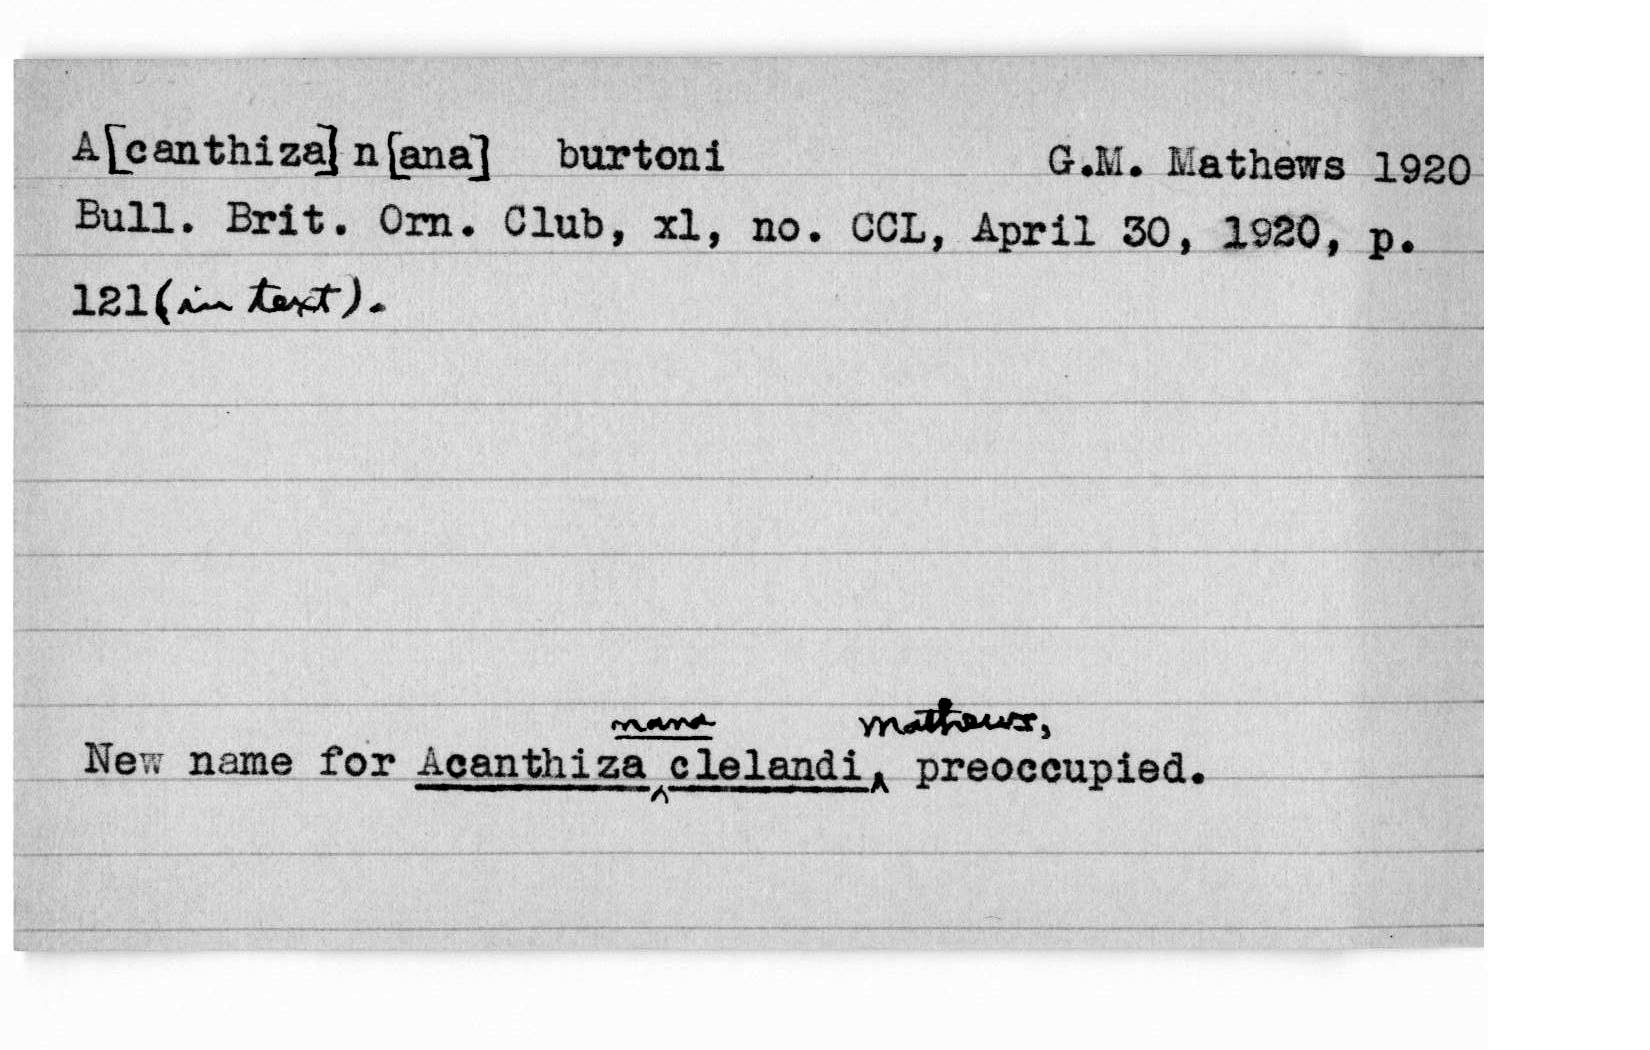 A[canthiza] n[ana] burtoni G.M. Mathews 1920
Bull. Brit. Orn. Club, xl, no. CCL, April 30, 1920, p.
121(in text).
New name for Acanthiza nana clelandi Mathews, preoccupied.